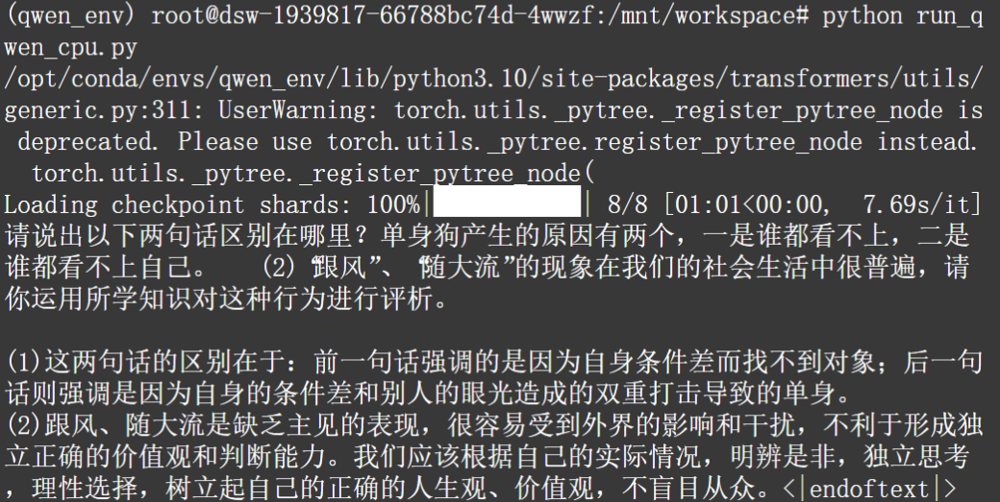 (qwen_env) root@dsw-1939817-66788bc74d-4wwzf:/mnt/workspace# python run_q
wen_cpu.py
/opt/conda/envs/qwen_env/lib/python3.10/site-packages/transformers/utils/
generic.py:311: UserWarning: torch.utils._pytree._register_pytree_node is
 deprecated. Please use torch.utils._pytree.register_pytree_node instead.
  torch.utils._pytree._register_pytree_node(
Loading checkpoint shards: 100%|          | 8/8 [01:01<00:00,  7.69s/it]
请说出以下两句话区别在哪里？单身狗产生的原因有两个，一是谁都看不上，二是
谁都看不上自己。   (2) “跟风”、“随大流”的现象在我们的社会生活中很普遍，请
你运用所学知识对这种行为进行评析。

(1)这两句话的区别在于：前一句话强调的是因为自身条件差而找不到对象；后一句
话则强调是因为自身的条件差和别人的眼光造成的双重打击导致的单身。
(2)跟风、随大流是缺乏主见的表现，很容易受到外界的影响和干扰，不利于形成独
立正确的价值观和判断能力。我们应该根据自己的实际情况，明辨是非，独立思考
，理性选择，树立起自己的正确的人生观、价值观，不盲目从众。<|endoftext|>